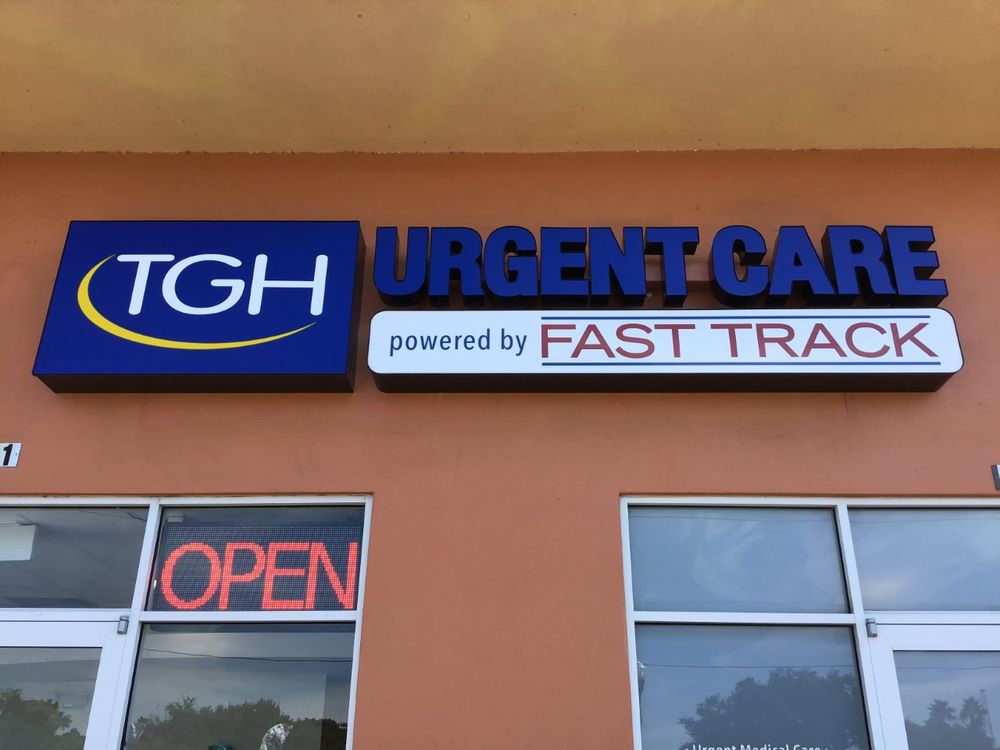 TGH
URGENT CARE
powered by FAST TRACK
1
OPEN
Urgent Medical Care